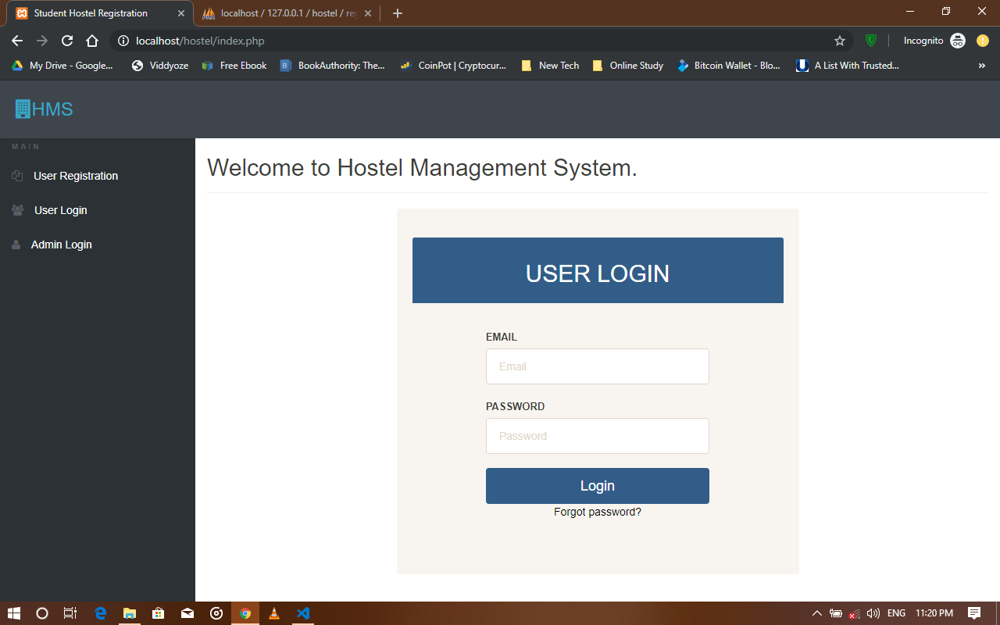 Student Hostel Registration
localhost / 127.0.0.1 / hostel / reg
localhost/hostel/index.php
Incognito
My Drive - Google...
Viddyoze
Free Ebook
BookAuthority: The...
CoinPot | Cryptocur...
New Tech
Online Study
Bitcoin Wallet - Blo...
A List With Trusted...
»
HMS
MAIN
User Registration
User Login
Admin Login
Welcome to Hostel Management System.
USER LOGIN
EMAIL
Email
PASSWORD
Password
Login
Forgot password?
ENG
11:20 PM